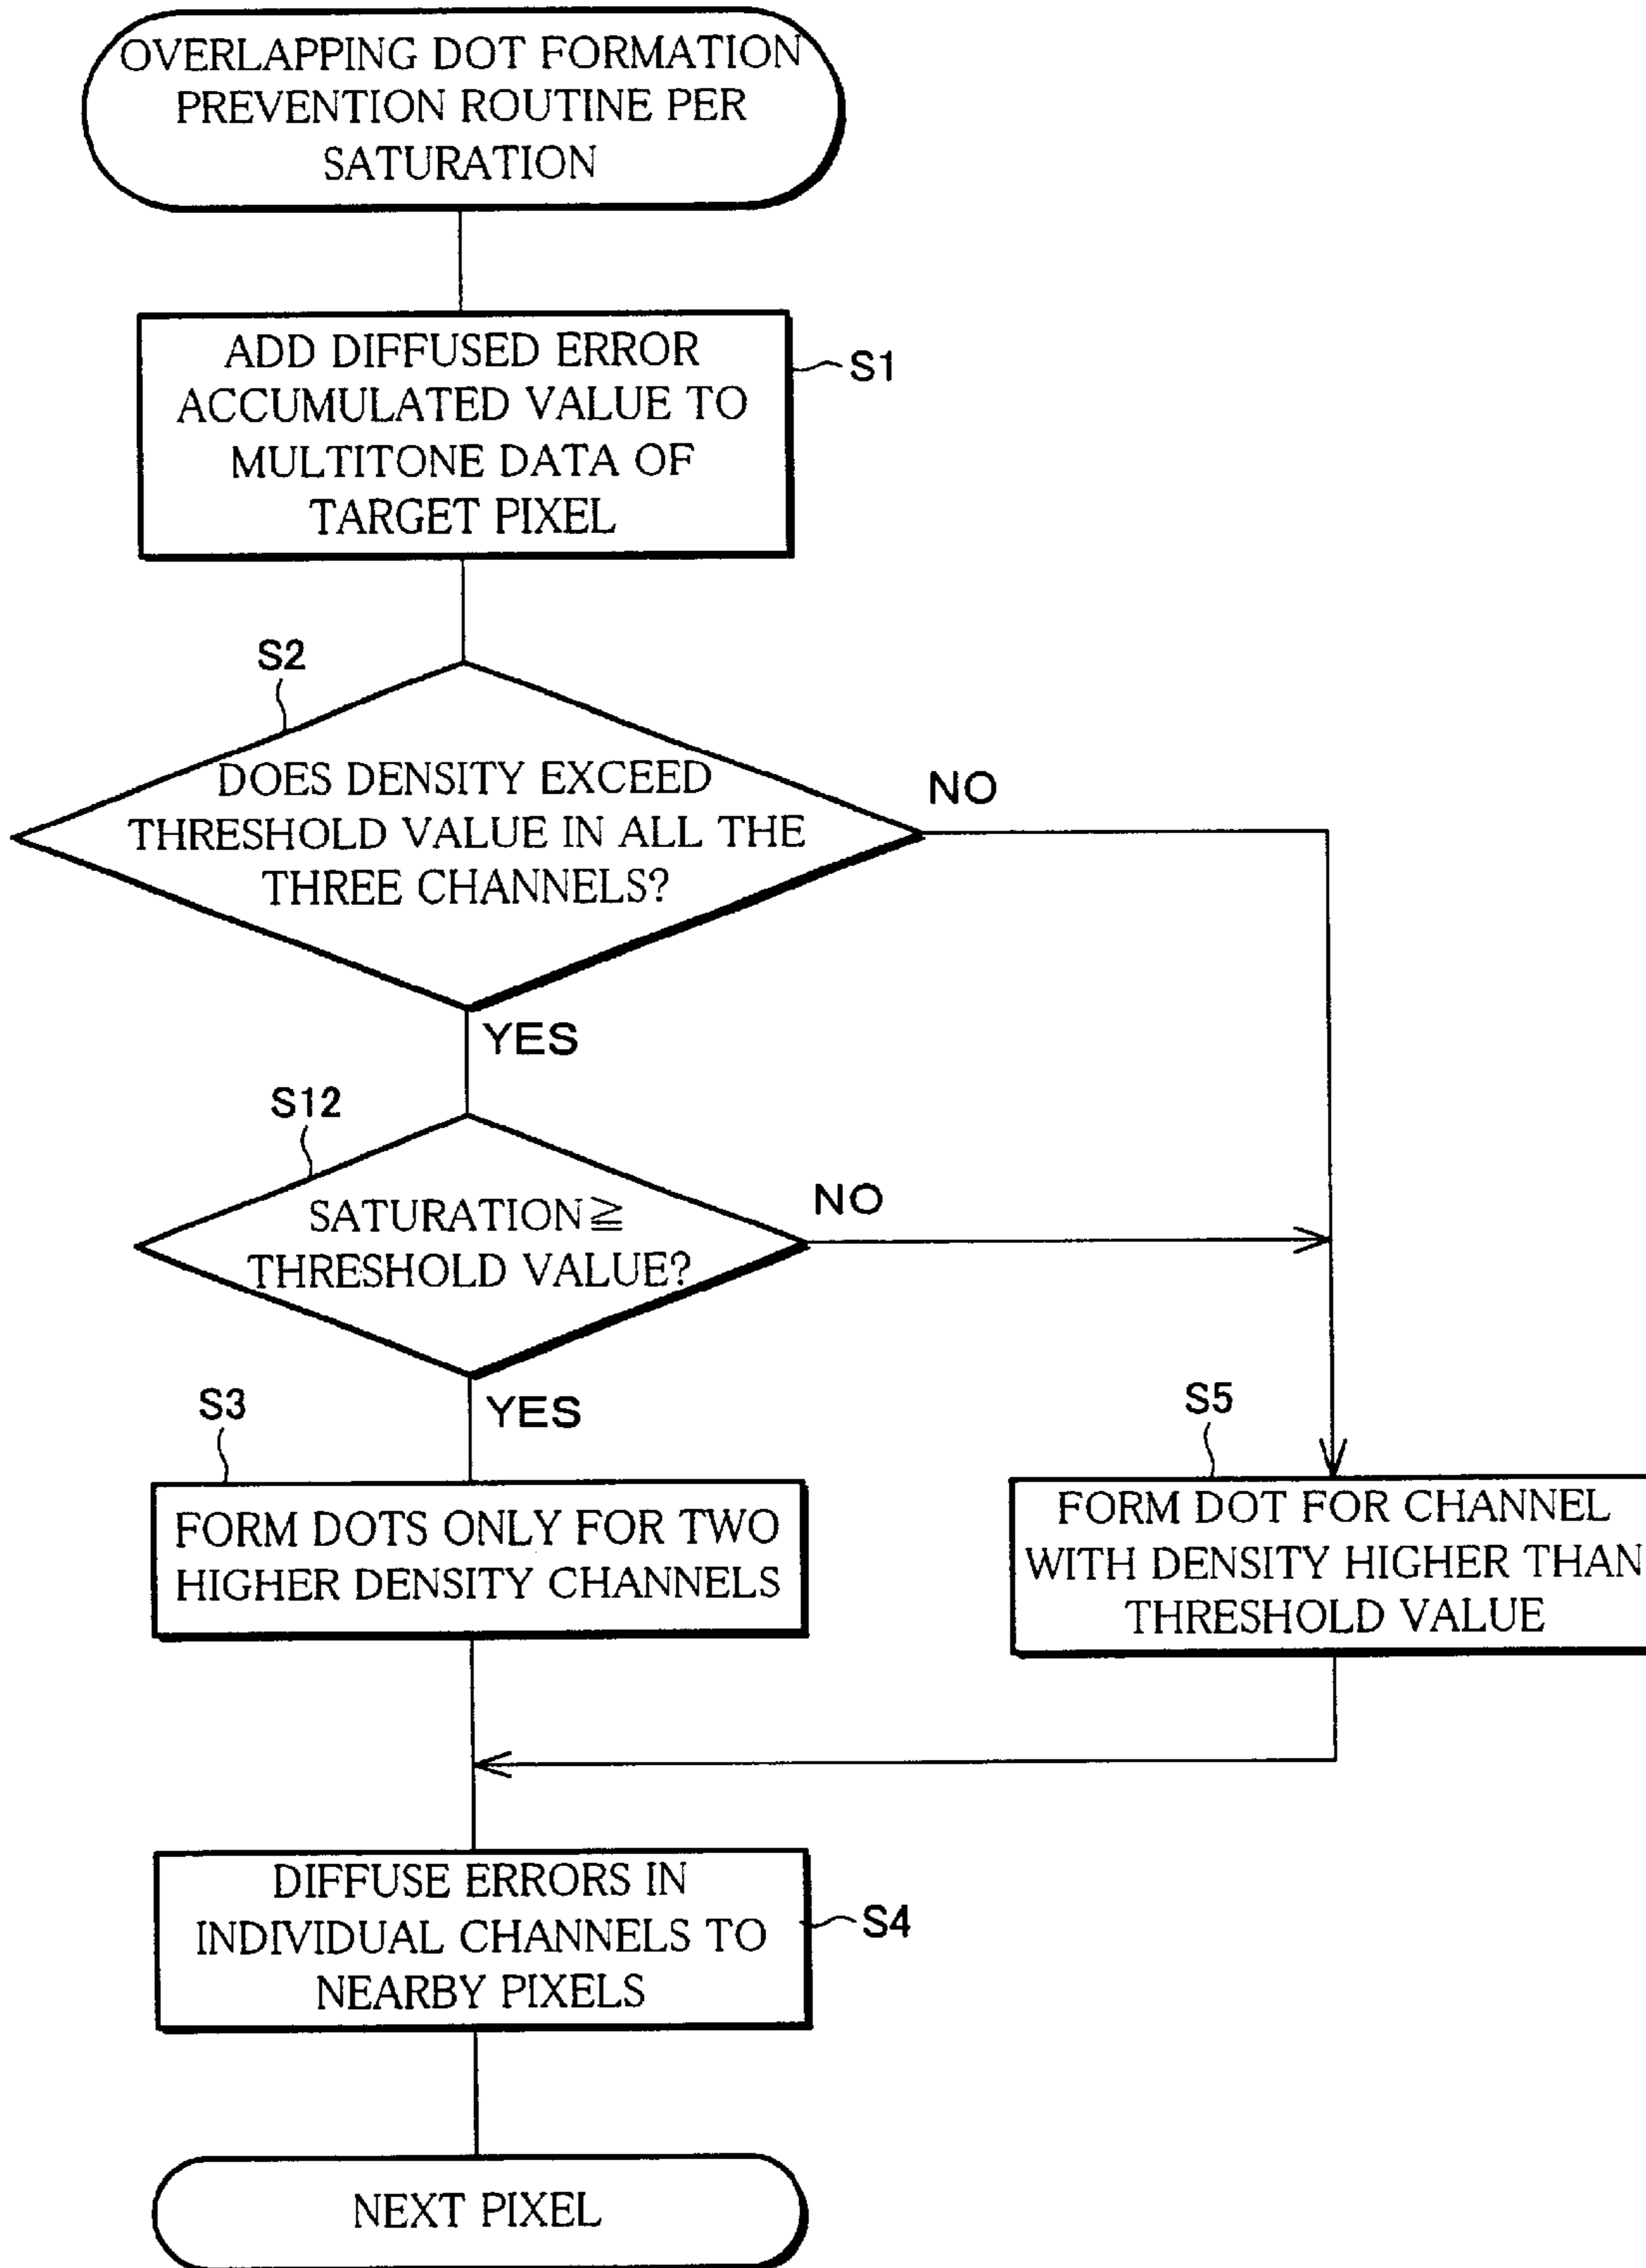 OVERLAPPING DOT FORMATION
PREVENTION ROUTINE PER
SATURATION
ADD DIFFUSED ERROR
ACCUMULATED VALUE TO
MULTITONE DATA OF
TARGET PIXEL
S1
S2
DOES DENSITY EXCEED
THRESHOLD VALUE IN ALL THE
THREE CHANNELS?
NO
YES
S12
SATURATION≧
THRESHOLD VALUE?
NO
YES
S3
FORM DOTS ONLY FOR TWO
HIGHER DENSITY CHANNELS
S5
FORM DOT FOR CHANNEL
WITH DENSITY HIGHER THAN
THRESHOLD VALUE
DIFFUSE ERRORS IN
INDIVIDUAL CHANNELS TO
NEARBY PIXELS
S4
NEXT PIXEL